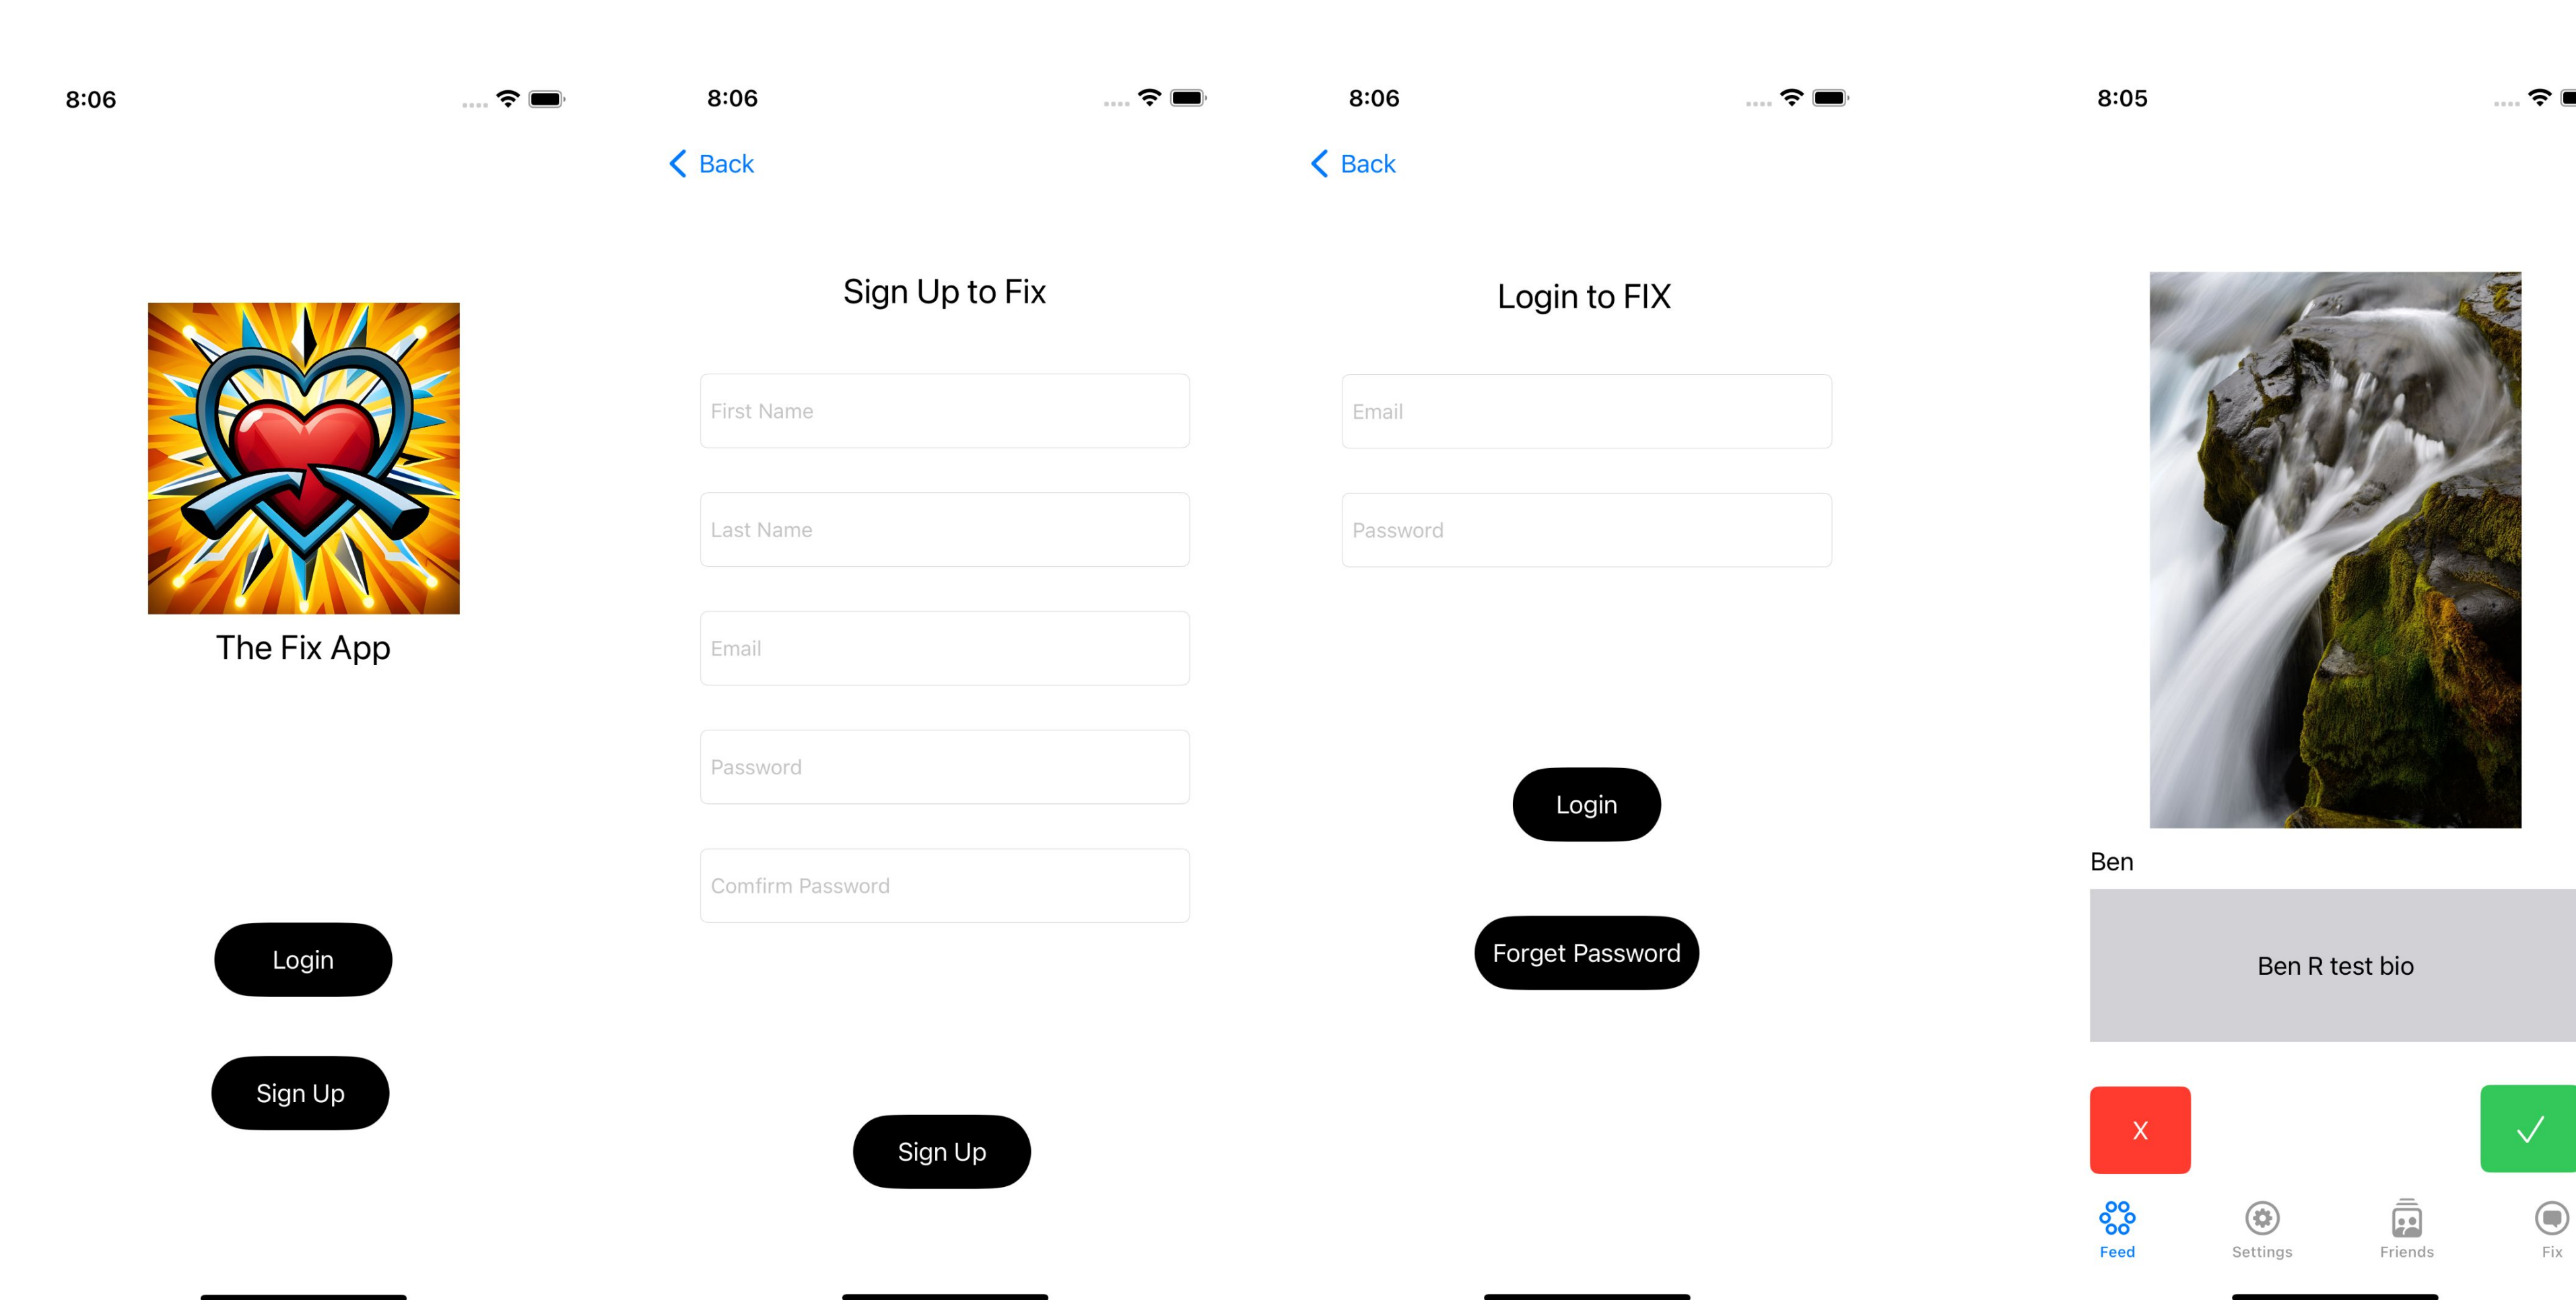 8:06
The Fix App
Login
Sign Up
8:06
Back
Sign Up to Fix
First Name
Last Name
Email
Password
Comfirm Password
Sign Up
8:06
Back
Login to FIX
Email
Password
Login
Forget Password
8:05
Ben
Ben R test bio
X
Feed
Settings
Friends
Fix